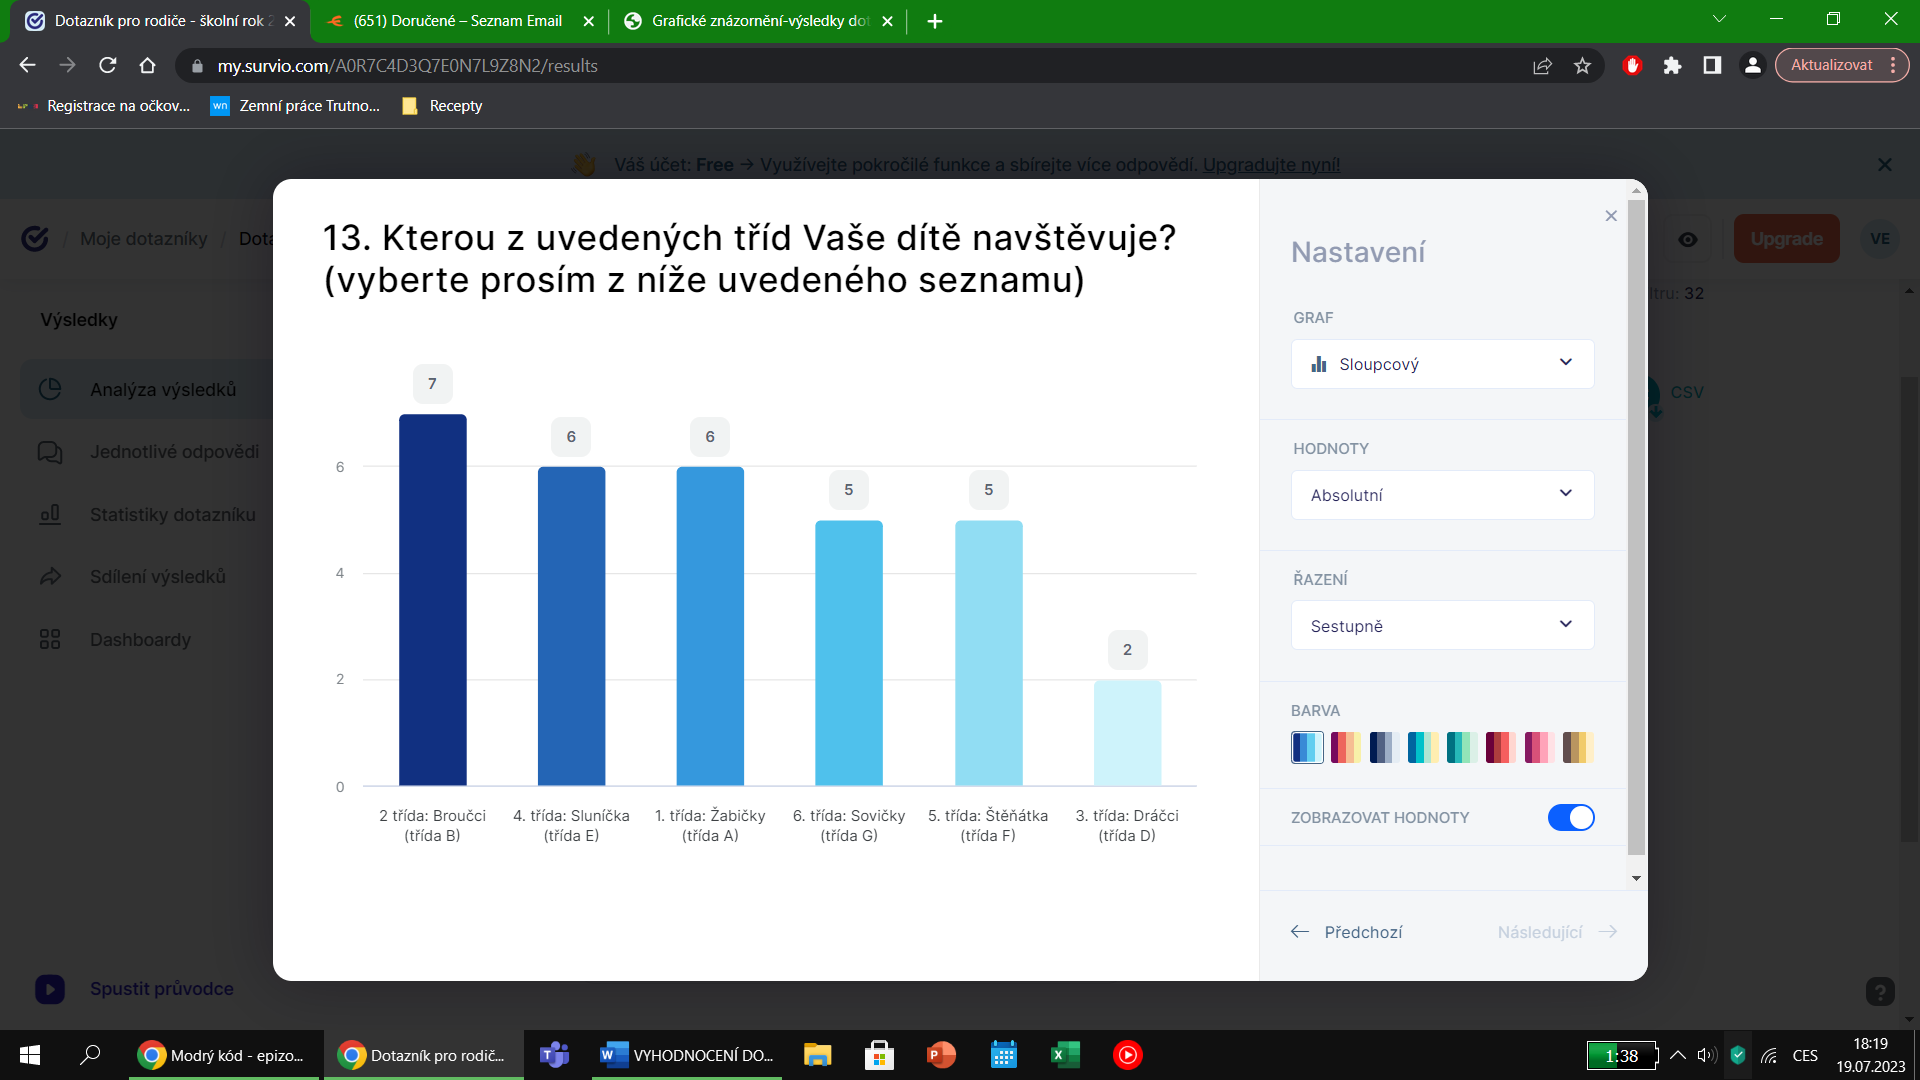 Dotazník pro rodiče - školní rok 2
(651) Doručené – Seznam Email
Grafické znázornění-výsledky dot
my.survio.com/A0R7C4D3Q7E0N7L9Z8N2/results
Aktualizovat
Registrace na očkov...
Zemní práce Trutno...
Recepty
Váš účet: Free → Využívejte pokročilé funkce a sbírejte více odpovědí. Upgradujte nyní!
/ Moje dotazníky / Dota
Upgrade
VE
ltru: 32
CSV
Výsledky
Analýza výsledků
Jednotlivé odpovědi
Statistiky dotazníku
Sdílení výsledků
Dashboardy
Spustit průvodce
13. Kterou z uvedených tříd Vaše dítě navštěvuje?
(vyberte prosím z níže uvedeného seznamu)
7
6
6
5
5
2
6
4
2
0
2 třída: Broučci
(třída B)
4. třída: Sluníčka
(třída E)
1. třída: Žabičky
(třída A)
6. třída: Sovičky
(třída G)
5. třída: Štěňátka
(třída F)
3. třída: Dráčci
(třída D)
Nastavení
GRAF
Sloupcový
HODNOTY
Absolutní
ŘAZENÍ
Sestupně
BARVA
ZOBRAZOVAT HODNOTY
← Předchozí
Následující →
?
Modrý kód - epizo...
Dotazník pro rodič...
VYHODNOCENÍ DO...
1:38
CES
18:19
19.07.2023